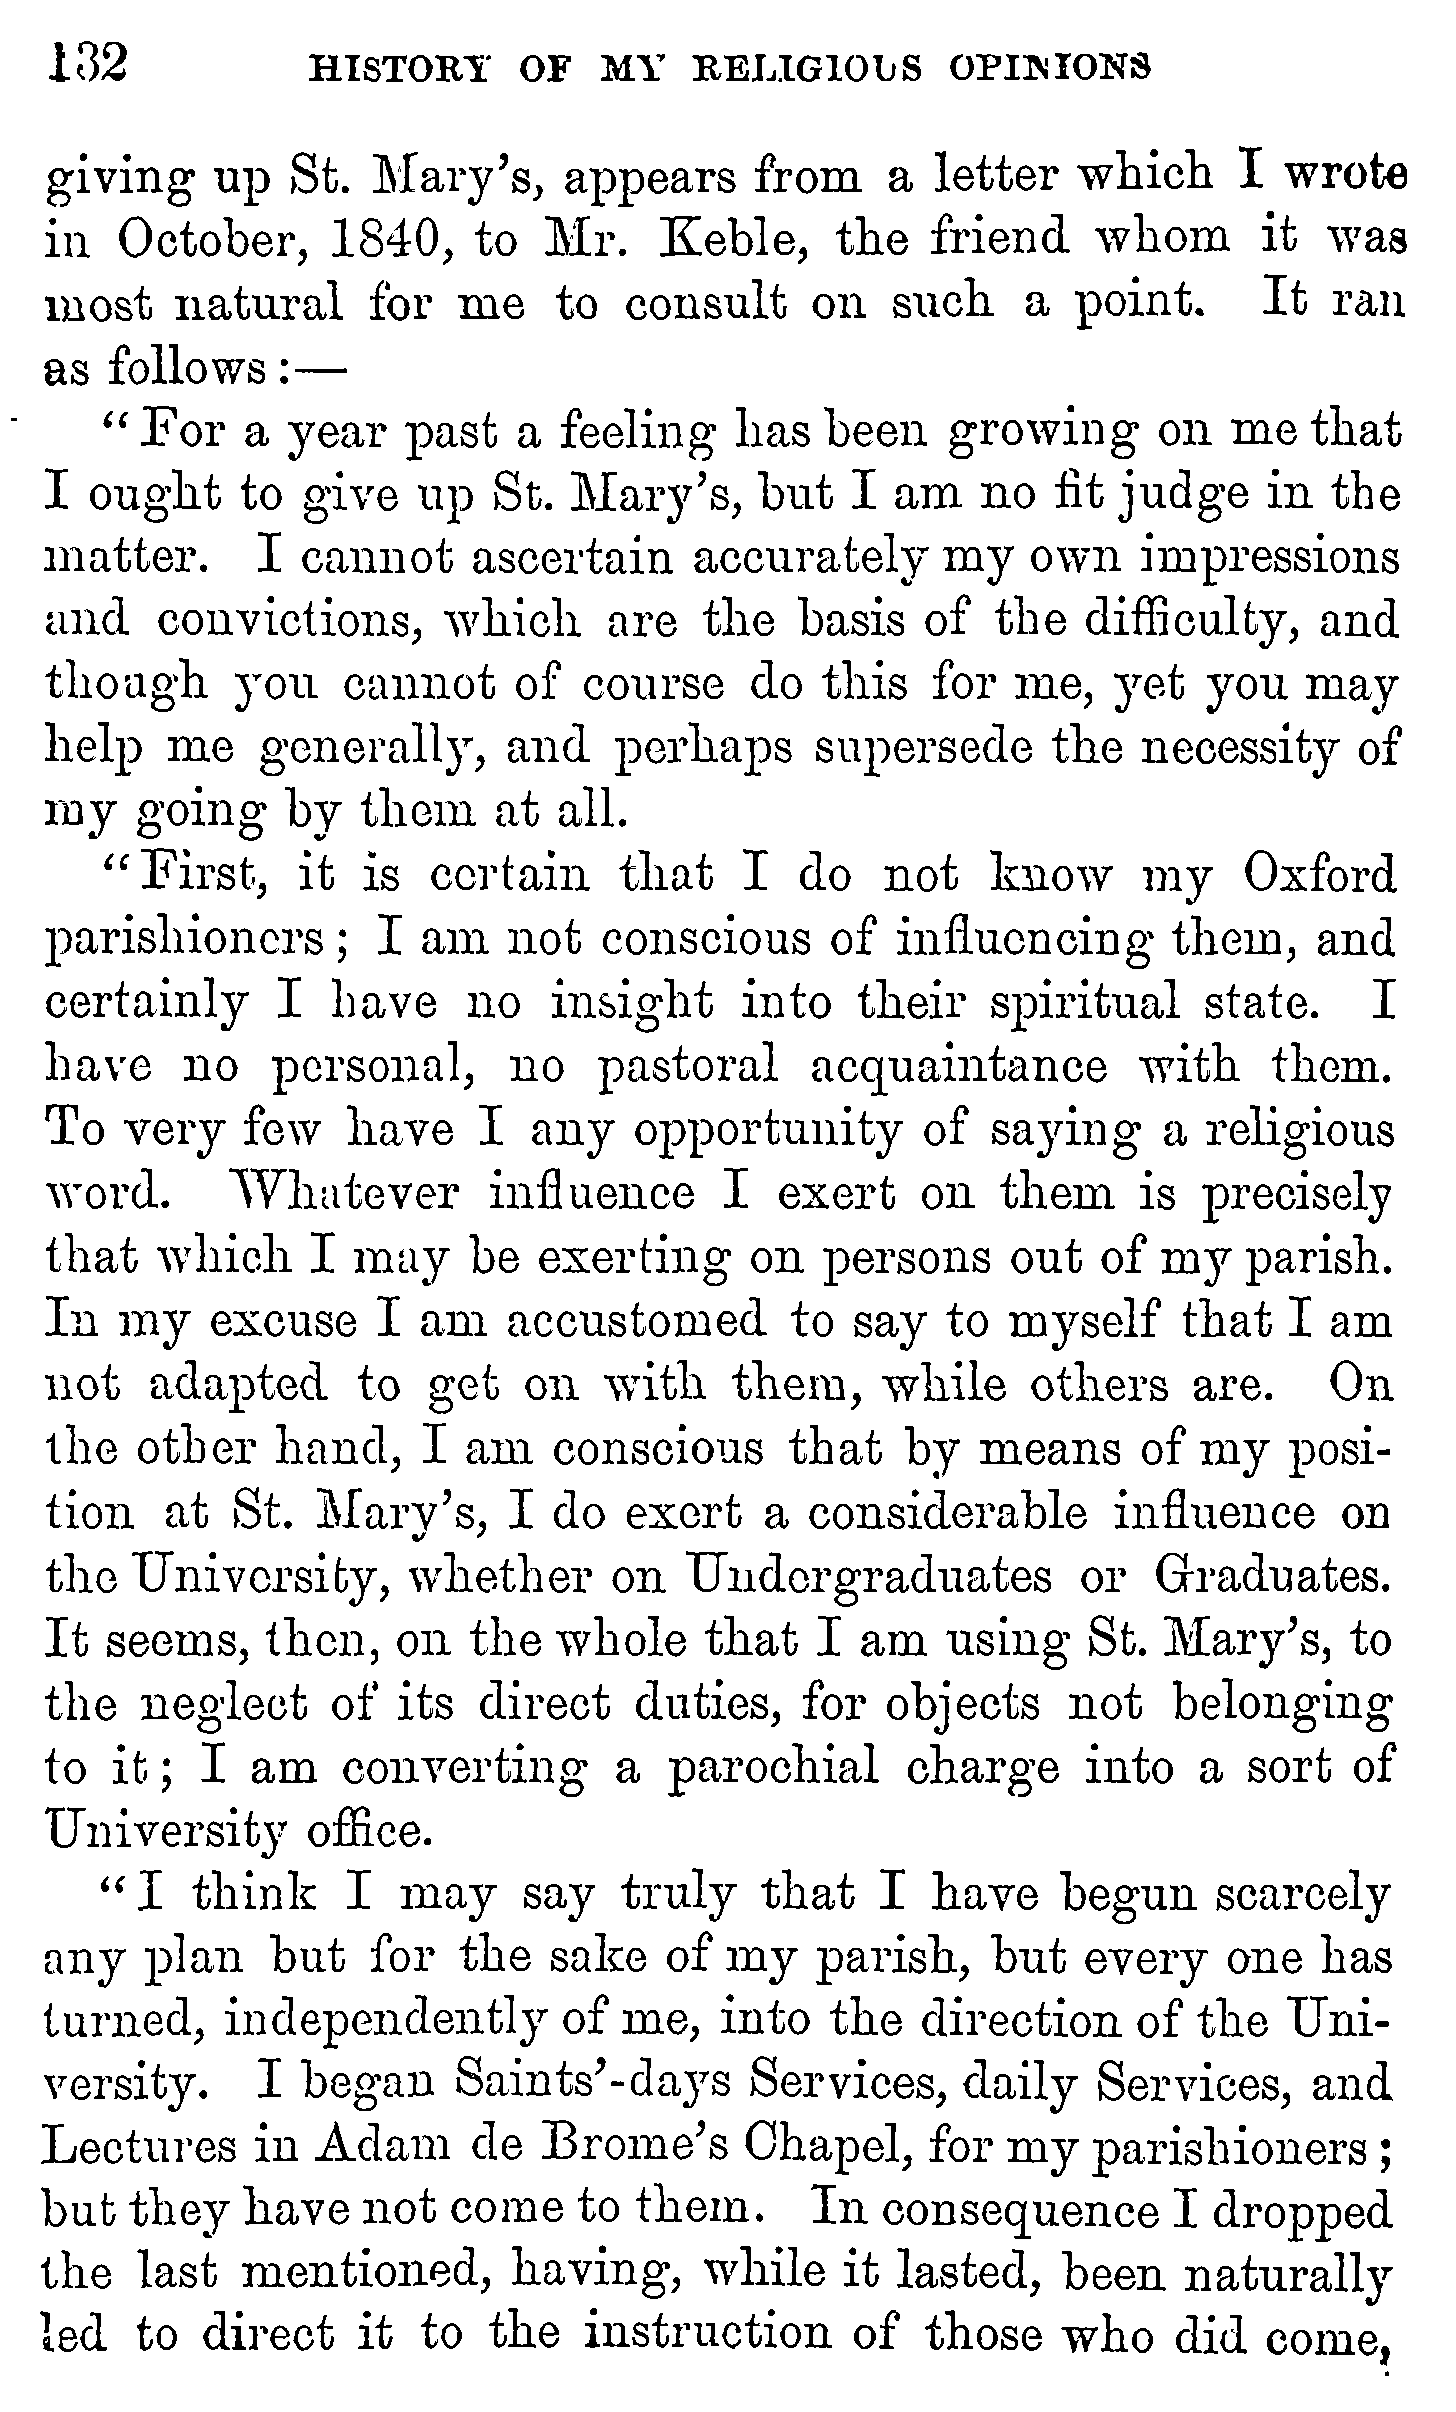 132 HISTORY OF MY RELIGIOUS OPINIONS
giving up St. Mary's, appears from a letter which I wrote
in October, 1840, to Mr. Keble, the friend whom it was
most natural for me to consult on such a point. It ran
as follows :—
"For a year past a feeling has been growing on me that
I ought to give up St. Mary's, but I am no fit judge in the
matter. I cannot ascertain accurately my own impressions
and convictions, which are the basis of the difficulty, and
though you cannot of course do this for me, yet you may
help me generally, and perhaps supersede the necessity of
my going by them at all.
"First, it is certain that I do not know my Oxford
parishioners; I am not conscious of influencing them, and
certainly I have no insight into their spiritual state. I
have no personal, no pastoral acquaintance with them.
To very few have I any opportunity of saying a religious
word. Whatever influence I exert on them is precisely
that which I may be exerting on persons out of my parish.
In my excuse I am accustomed to say to myself that I am
not adapted to get on with them, while others are. On
the other hand, I am conscious that by means of my posi-
tion at St. Mary's, I do exert a considerable influence on
the University, whether on Undergraduates or Graduates.
It seems, then, on the whole that I am using St. Mary's, to
the neglect of its direct duties, for objects not belonging
to it; I am converting a parochial charge into a sort of
University office.
"I think I may say truly that I have begun scarcely
any plan but for the sake of my parish, but every one has
turned, independently of me, into the direction of the Uni-
versity. I began Saints'-days Services, daily Services, and
Lectures in Adam de Brome's Chapel, for my parishioners;
but they have not come to them. In consequence I dropped
the last mentioned, having, while it lasted, been naturally
led to direct it to the instruction of those who did come,